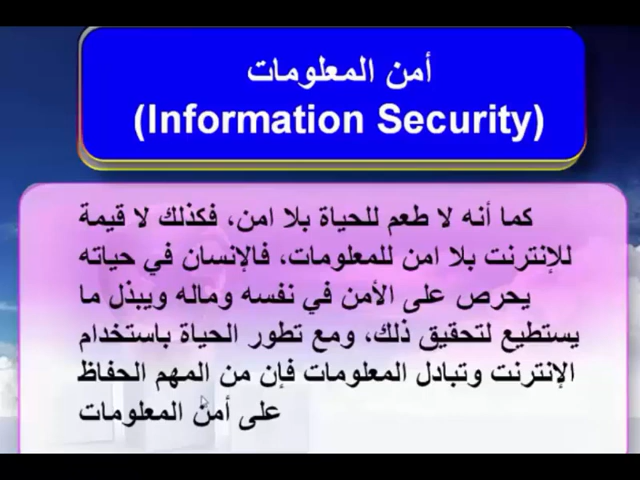 أمن المعلومات
(Information Security)
كما أنه لا طعم للحياة بلا امن، فكذلك لا قيمة
للإنترنت بلا امن للمعلومات، فالإنسان في حياته
يحرص على الأمن في نفسه وماله ويبذل ما
يستطيع لتحقيق ذلك، ومع تطور الحياة باستخدام
الإنترنت وتبادل المعلومات فإن من المهم الحفاظ
على أمن المعلومات